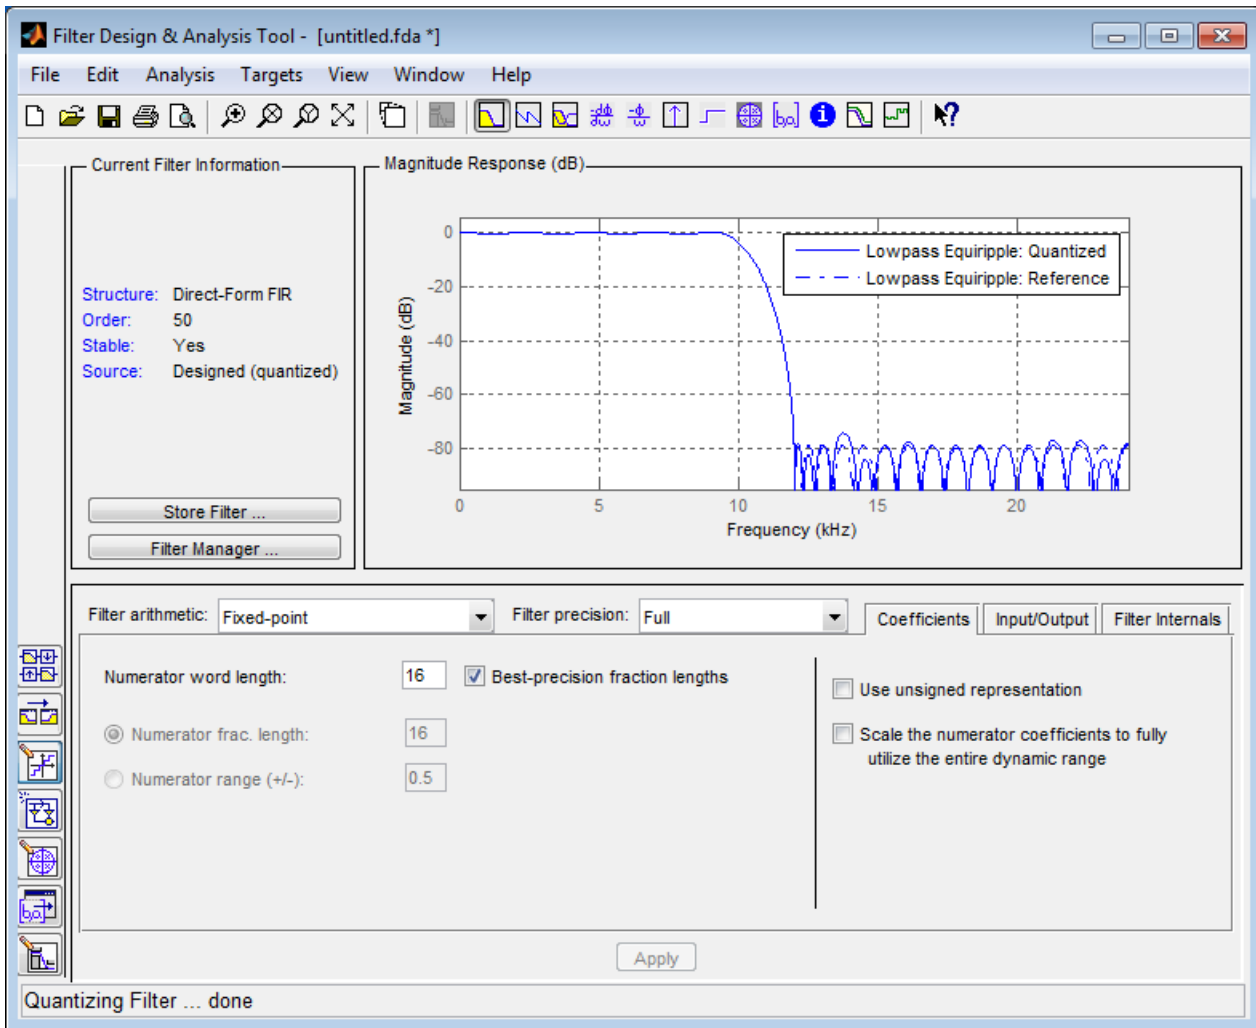 Filter Design & Analysis Tool - [untitled.fda *]
File Edit Analysis Targets View Window Help
Current Filter Information
Structure: Direct-Form FIR
Order: 50
Stable: Yes
Source: Designed (quantized)
Store Filter ...
Filter Manager ...
Magnitude Response (dB)
Magnitude (dB)
0
-20
-40
-60
-80
Lowpass Equiripple: Quantized
Lowpass Equiripple: Reference
0 5 10 15 20
Frequency (kHz)
Filter arithmetic: Fixed-point Filter precision: Full Coefficients Input/Output Filter Internals
Numerator word length: 16 Best-precision fraction lengths
Numerator frac. length: 16
Numerator range (+/-): 0.5
Use unsigned representation
Scale the numerator coefficients to fully
utilize the entire dynamic range
Apply
Quantizing Filter ... done